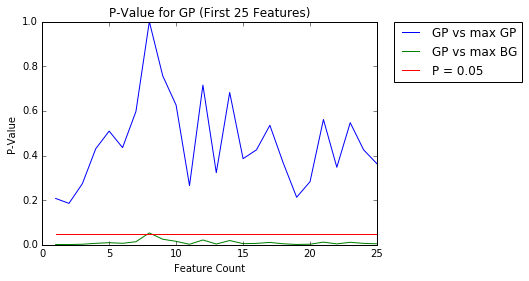 P-Value for GP (First 25 Features)
1.0
0.8
0.6
0.4
0.2
0.0
P-Value
0 5 10 15 20 25
Feature Count
GP vs max GP
GP vs max BG
P = 0.05